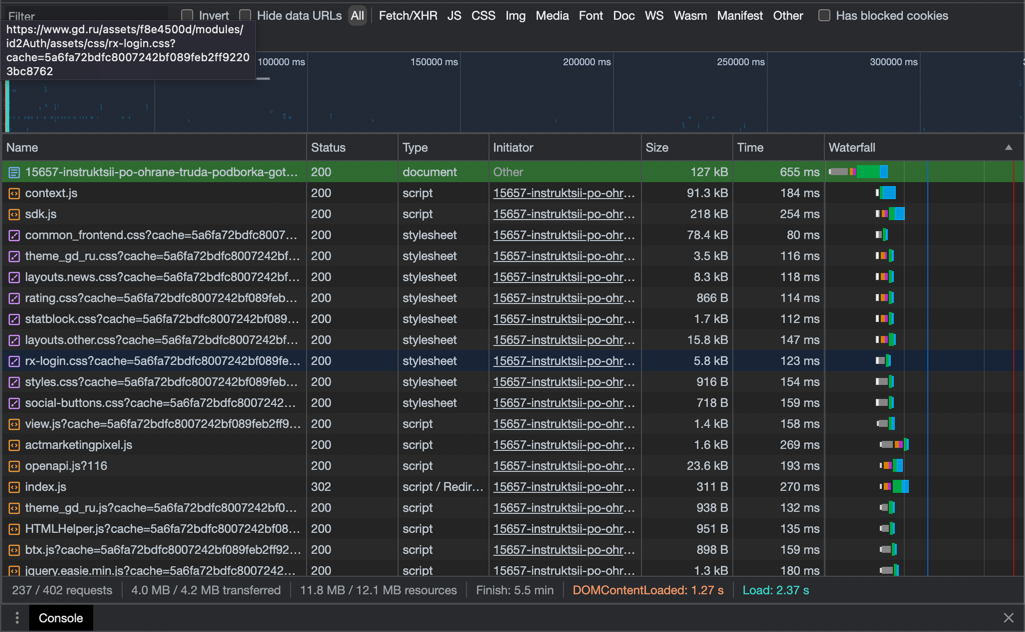 Filter
Invert
Hide data URLs
All
Fetch/XHR JS CSS Img Media Font Doc WS Wasm Manifest Other
Has blocked cookies
https://www.gd.ru/assets/f8e4500d/modules/
id2Auth/assets/css/rx-login.css?
cache=5a6fa72bdfc8007242bf089feb2ff9220
3bc8762
100000 ms 150000 ms 200000 ms 250000 ms 300000 ms
Name Status Type Initiator Size Time Waterfall
15657-instruktsii-po-ohrane-truda-podborka-got... 200 document Other 127 kB 655 ms
context.js 200 script 15657-instruktsii-po-ohr... 91.3 kB 184 ms
sdk.js 200 script 15657-instruktsii-po-ohr... 218 kB 254 ms
common_frontend.css?cache=5a6fa72bdfc8007... 200 stylesheet 15657-instruktsii-po-ohr... 78.4 kB 80 ms
theme_gd_ru.css?cache=5a6fa72bdfc8007242bf... 200 stylesheet 15657-instruktsii-po-ohr... 3.5 kB 116 ms
layouts.news.css?cache=5a6fa72bdfc8007242bf... 200 stylesheet 15657-instruktsii-po-ohr... 8.3 kB 118 ms
rating.css?cache=5a6fa72bdfc8007242bf089feb... 200 stylesheet 15657-instruktsii-po-ohr... 866 B 114 ms
statblock.css?cache=5a6fa72bdfc8007242bf089... 200 stylesheet 15657-instruktsii-po-ohr... 1.7 kB 112 ms
layouts.other.css?cache=5a6fa72bdfc8007242bf... 200 stylesheet 15657-instruktsii-po-ohr... 15.8 kB 147 ms
rx-login.css?cache=5a6fa72bdfc8007242bf089fe... 200 stylesheet 15657-instruktsii-po-ohr... 5.8 kB 123 ms
styles.css?cache=5a6fa72bdfc8007242bf089feb... 200 stylesheet 15657-instruktsii-po-ohr... 916 B 154 ms
social-buttons.css?cache=5a6fa72bdfc8007242... 200 stylesheet 15657-instruktsii-po-ohr... 718 B 159 ms
view.js?cache=5a6fa72bdfc8007242bf089feb2ff9... 200 script 15657-instruktsii-po-ohr... 1.4 kB 158 ms
actmarketingpixel.js 200 script 15657-instruktsii-po-ohr... 1.6 kB 269 ms
openapi.js?116 200 script 15657-instruktsii-po-ohr... 23.6 kB 193 ms
index.js 302 script / Redir... 15657-instruktsii-po-ohr... 311 B 270 ms
theme_gd_ru.js?cache=5a6fa72bdfc8007242bf0... 200 script 15657-instruktsii-po-ohr... 938 B 132 ms
HTMLHelper.js?cache=5a6fa72bdfc8007242bf08... 200 script 15657-instruktsii-po-ohr... 951 B 135 ms
btx.js?cache=5a6fa72bdfc8007242bf089feb2ff92... 200 script 15657-instruktsii-po-ohr... 898 B 159 ms
jquery.easie.min.js?cache=5a6fa72bdfc8007242... 200 script 15657-instruktsii-po-ohr... 1.3 kB 180 ms
237 / 402 requests 4.0 MB / 4.2 MB transferred 11.8 MB / 12.1 MB resources Finish: 5.5 min DOMContentLoaded: 1.27 s Load: 2.37 s
Console